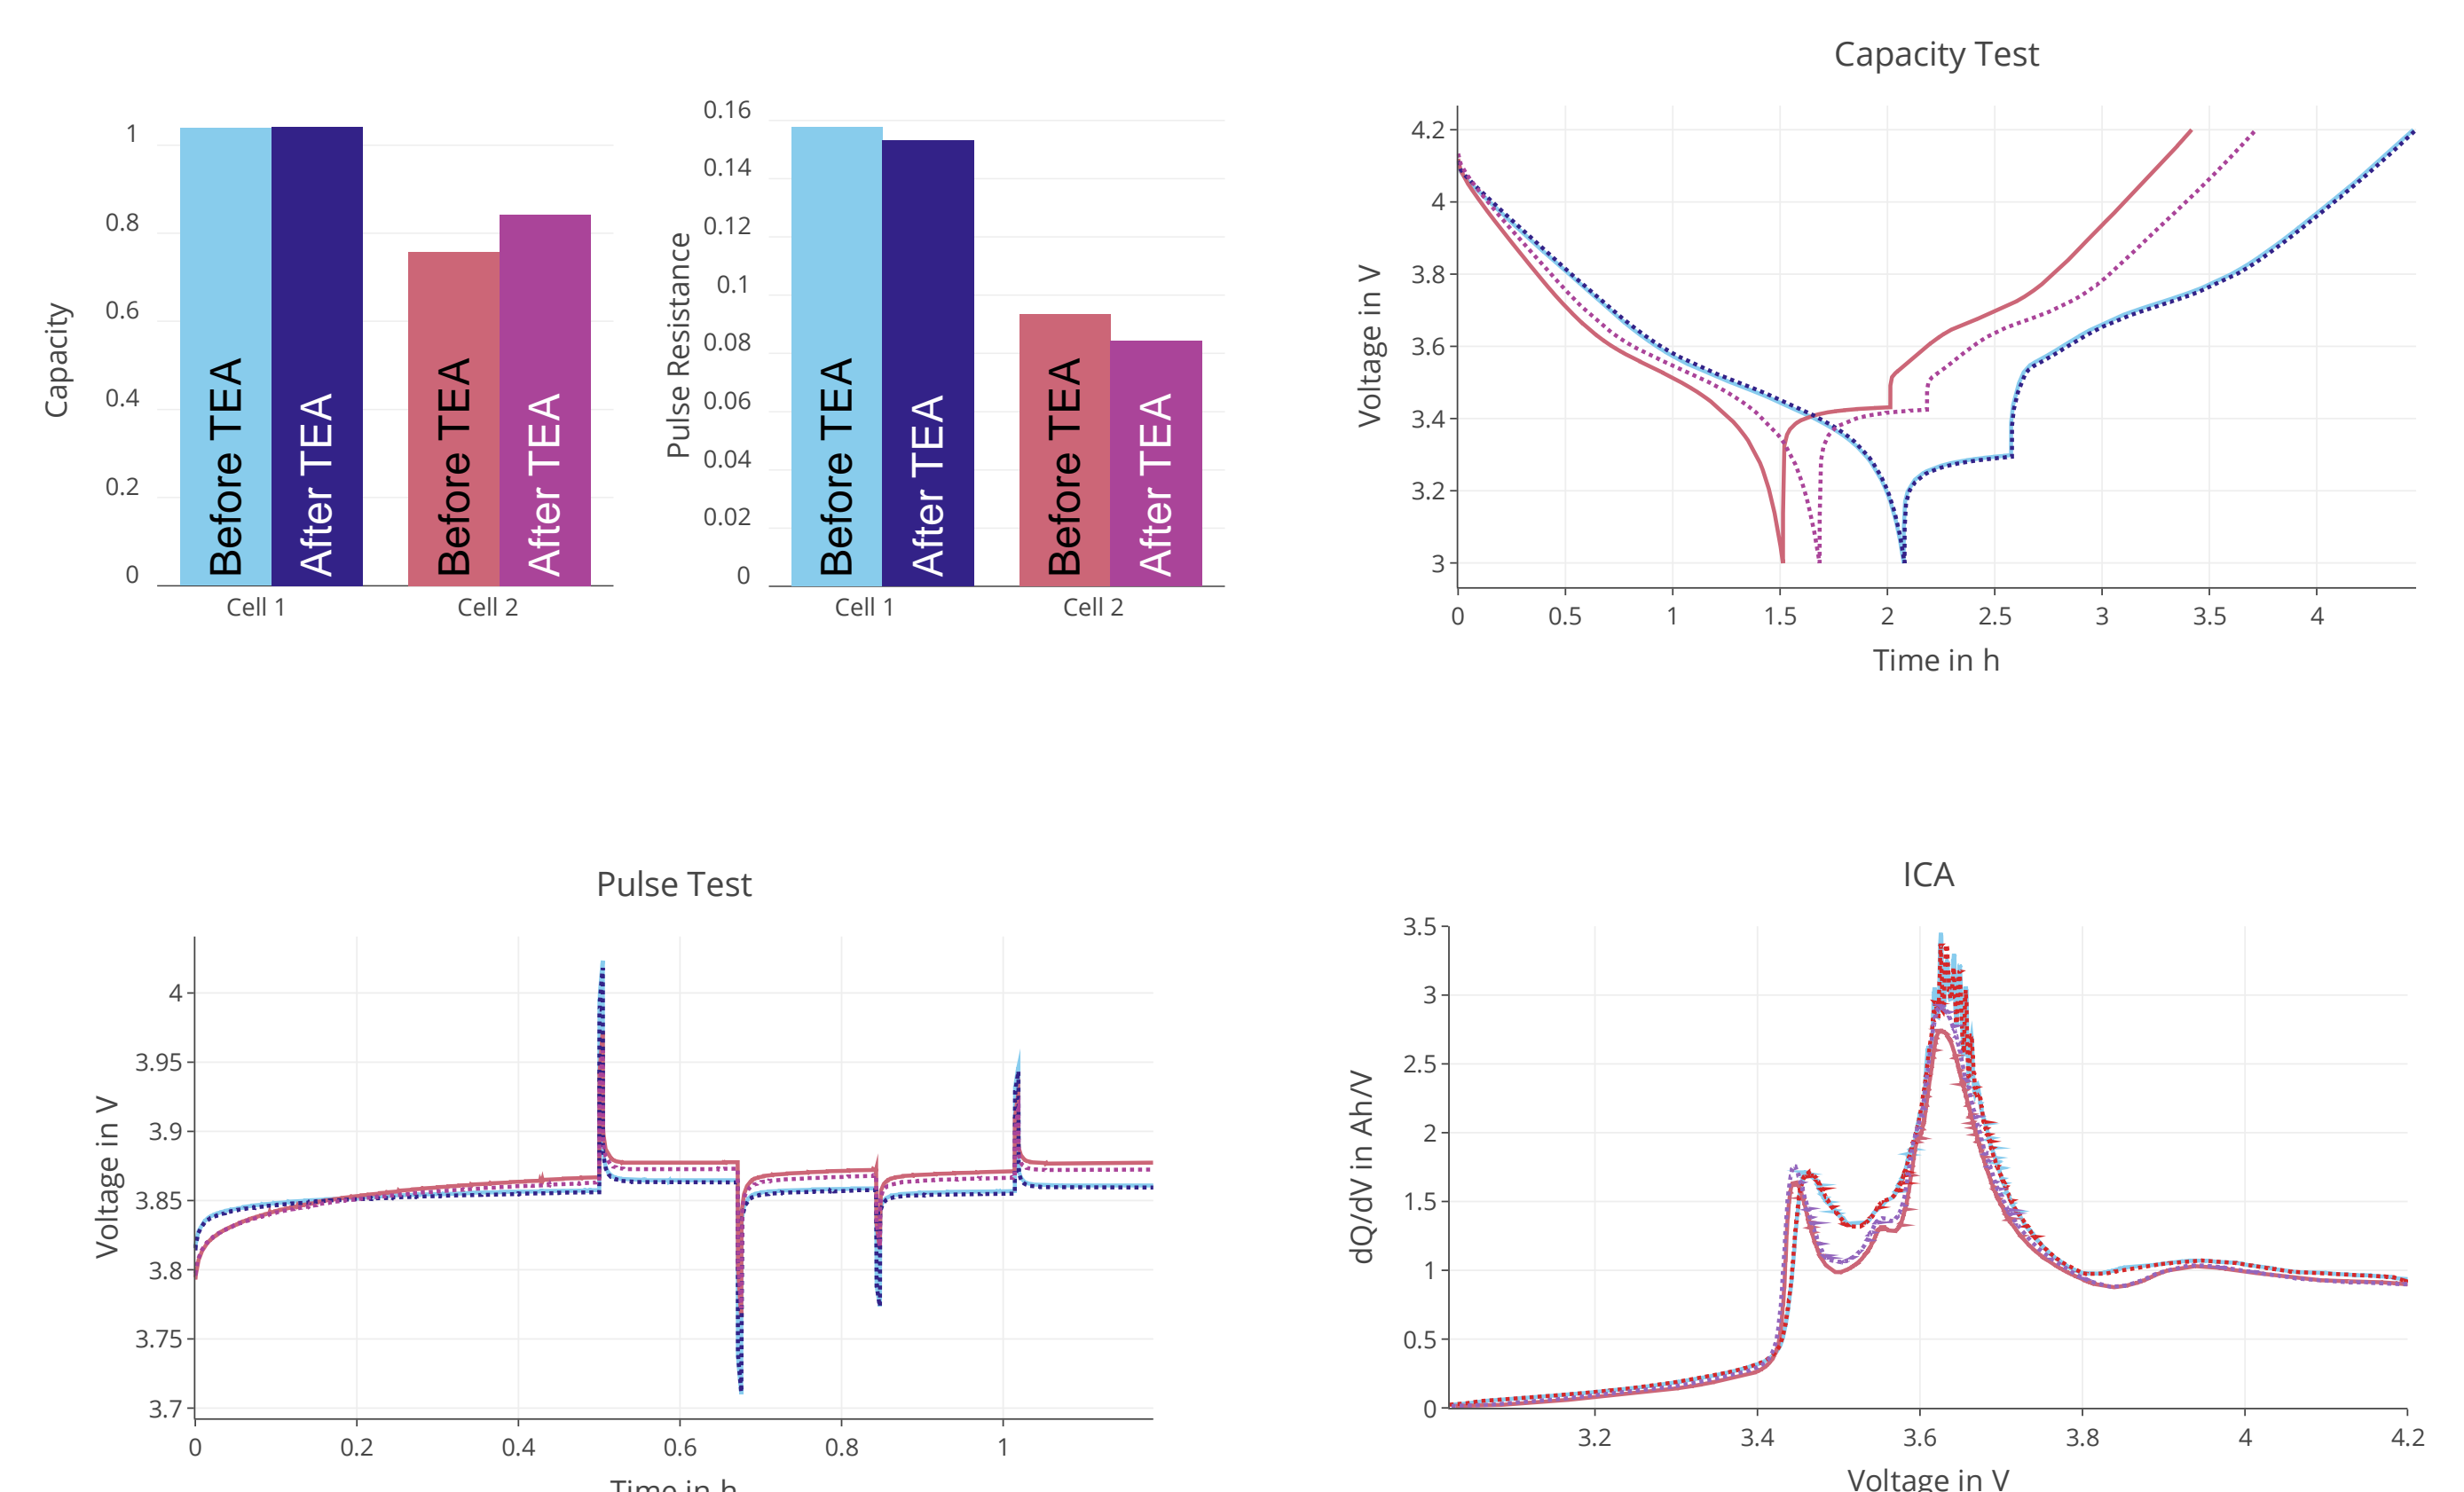 Capacity
1
0.8
0.6
0.4
0.2
0
Before TEA
After TEA
Before TEA
After TEA
Cell 1
Cell 2
Pulse Resistance
0.16
0.14
0.12
0.1
0.08
0.06
0.04
0.02
0
Before TEA
After TEA
Before TEA
After TEA
Cell 1
Cell 2
Capacity Test
Voltage in V
4.2
4
3.8
3.6
3.4
3.2
3
0 0.5 1 1.5 2 2.5 3 3.5 4
Time in h
Pulse Test
Voltage in V
4
3.95
3.9
3.85
3.8
3.75
3.7
0 0.2 0.4 0.6 0.8 1
Time in h
ICA
dQ/dV in Ah/V
3.5
3
2.5
2
1.5
1
0.5
0
3.2 3.4 3.6 3.8 4 4.2
Voltage in V